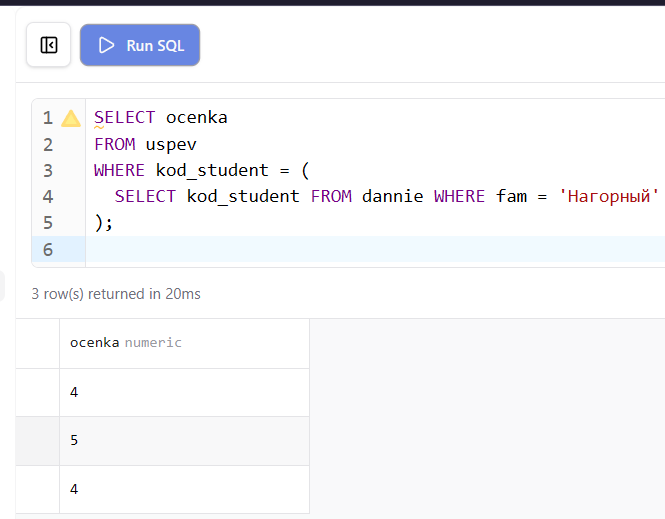 Run SQL
1 SELECT ocenka
2 FROM uspev
3 WHERE kod_student = (
4 SELECT kod_student FROM dannie WHERE fam = 'Нагорный'
5 );
6
3 row(s) returned in 20ms
ocenka numeric
4
5
4